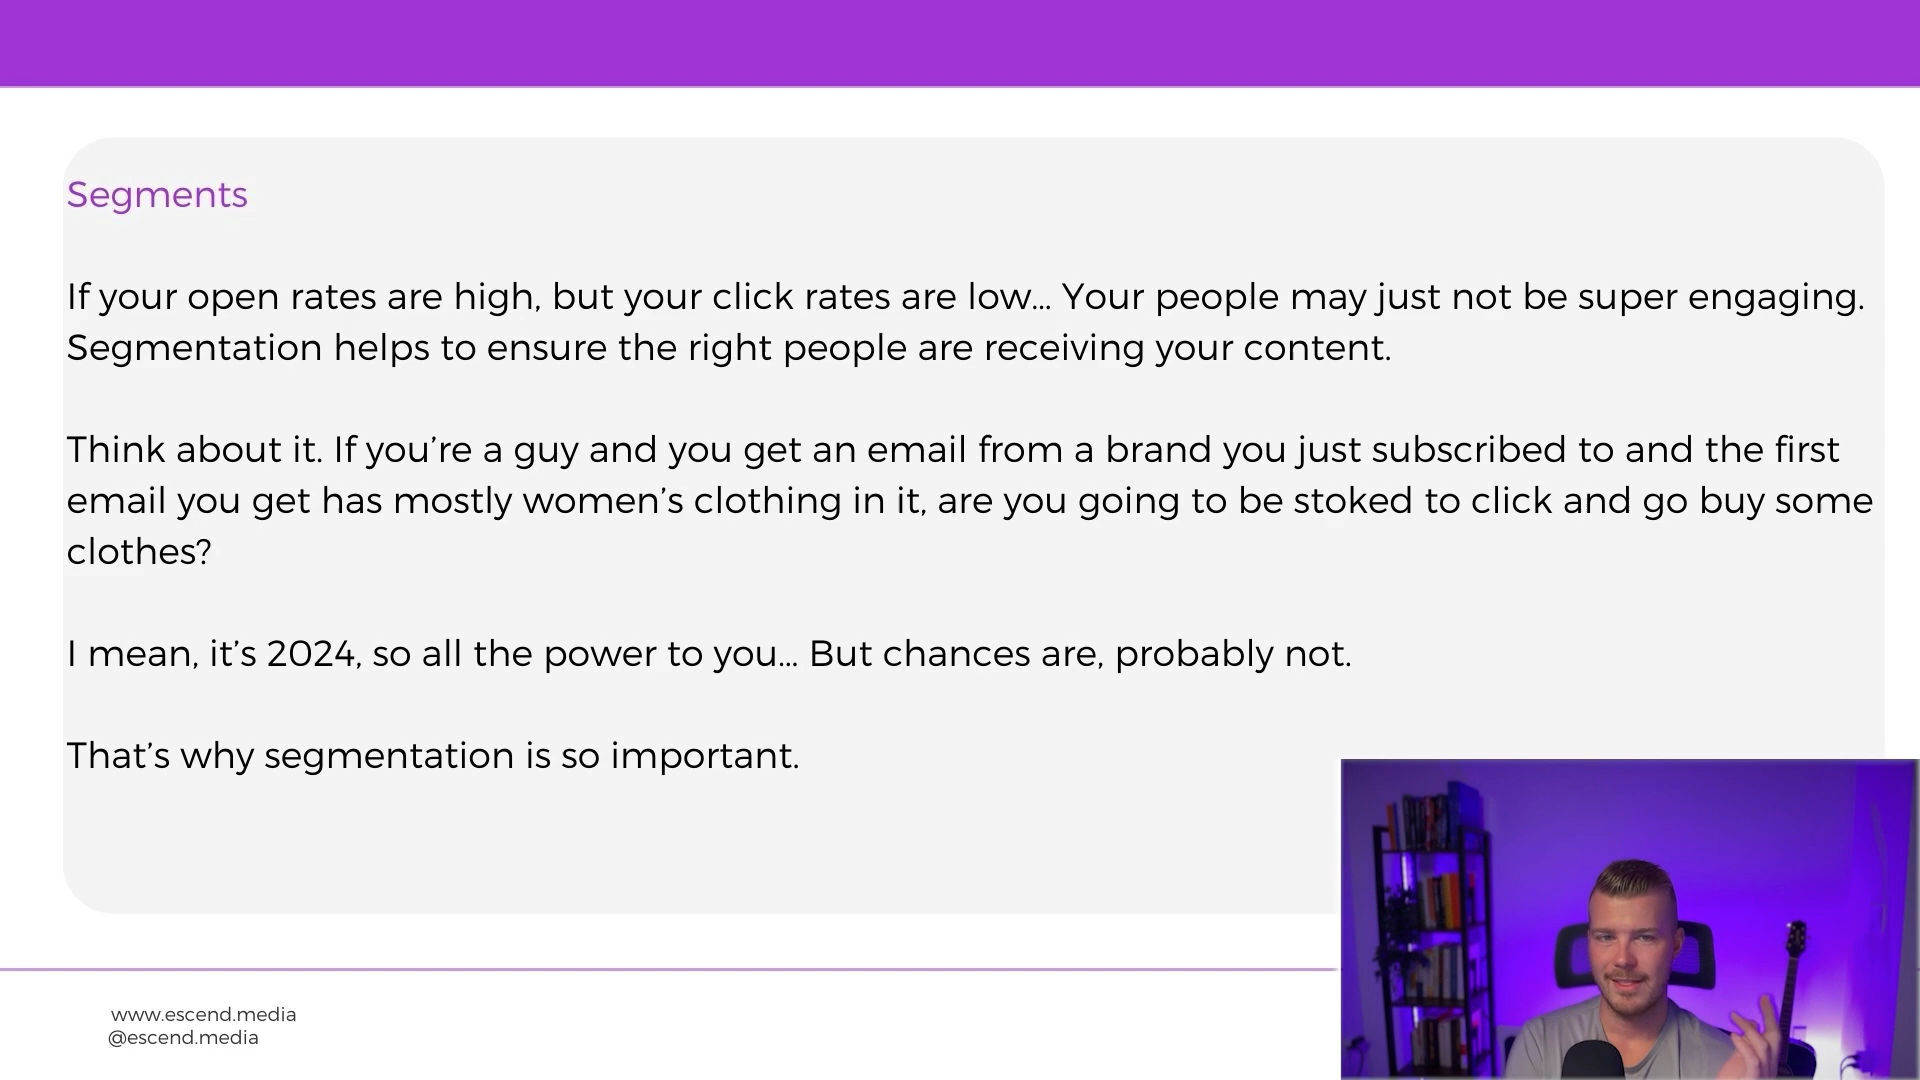 Segments
If your open rates are high, but your click rates are low... Your people may just not be super engaging.
Segmentation helps to ensure the right people are receiving your content.
Think about it. If you’re a guy and you get an email from a brand you just subscribed to and the first
email you get has mostly women’s clothing in it, are you going to be stoked to click and go buy some
clothes?
I mean, it’s 2024, so all the power to you... But chances are, probably not.
That’s why segmentation is so important.
www.escend.media
@escend.media